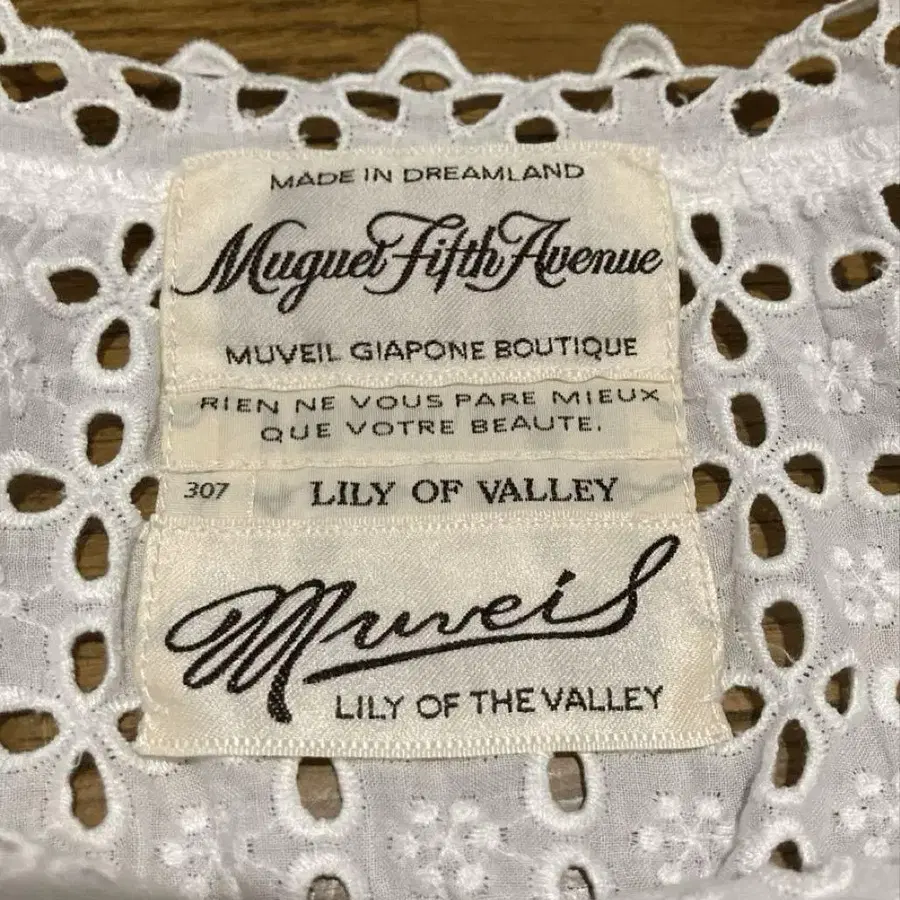 MADE IN DREAMLAND
Muguet Fifth Avenue
MUVEIL GIAPONE BOUTIQUE
RIEN NE VOUS PARE MIEUX
QUE VOTRE BEAUTE.
307 LILY OF VALLEY
Muveil
LILY OF THE VALLEY